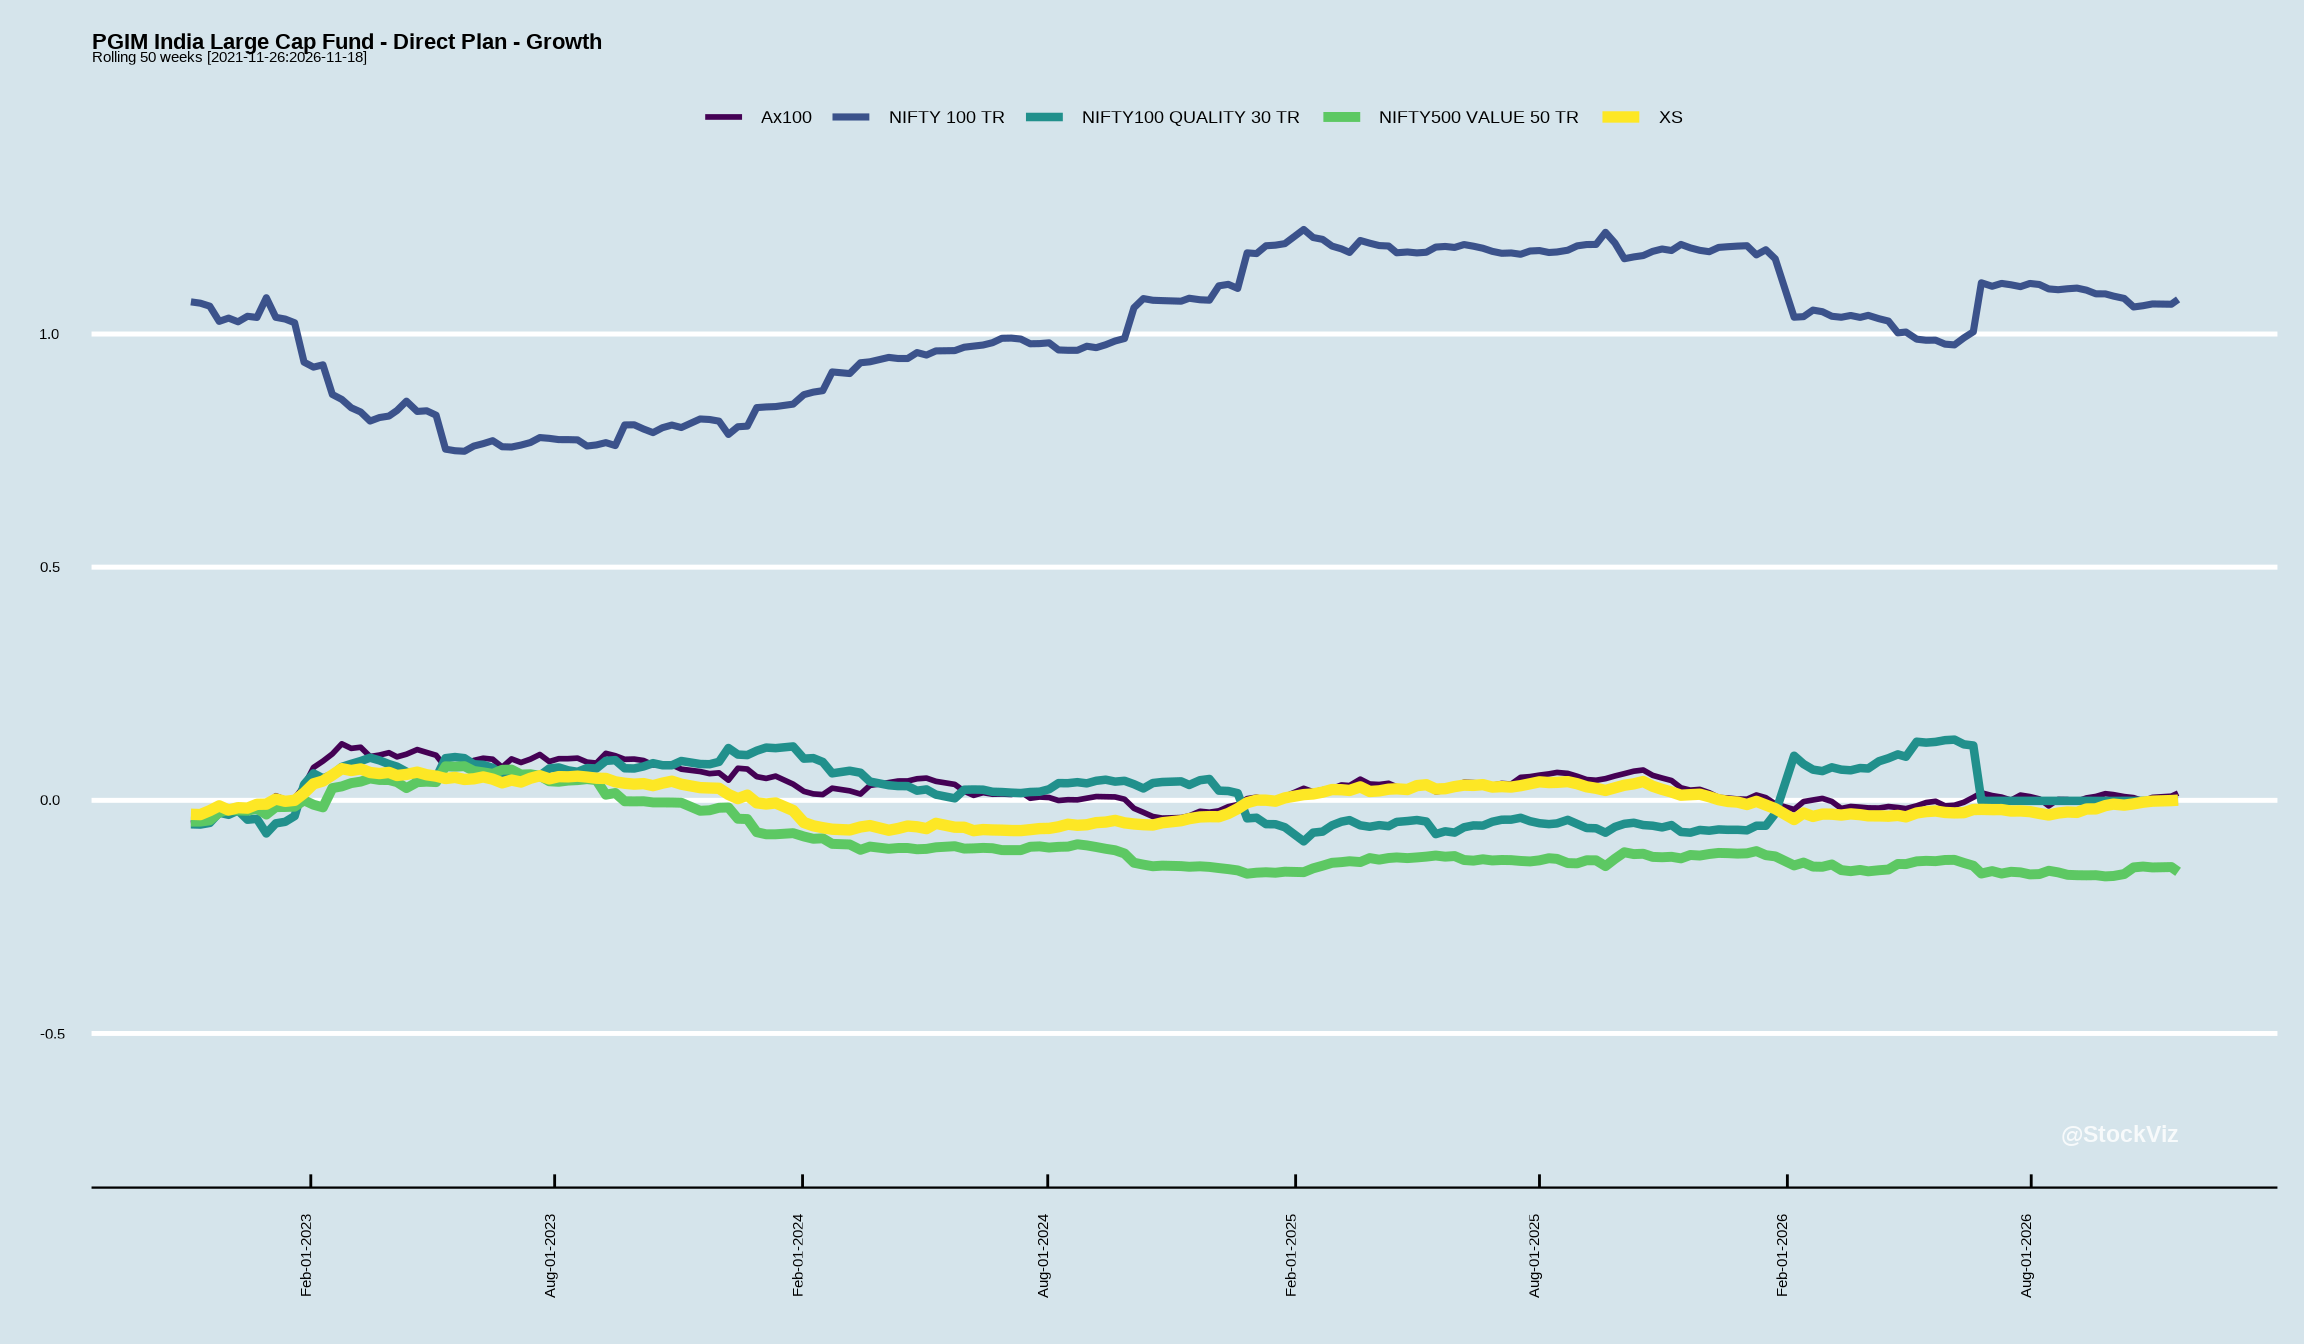 PGIM India Large Cap Fund - Direct Plan - Growth
Rolling 50 weeks [2021-11-26:2026-11-18]
Ax100 NIFTY 100 TR NIFTY100 QUALITY 30 TR NIFTY500 VALUE 50 TR XS
1.0
0.5
0.0
-0.5
@StockViz
Feb-01-2023 Aug-01-2023 Feb-01-2024 Aug-01-2024 Feb-01-2025 Aug-01-2025 Feb-01-2026 Aug-01-2026